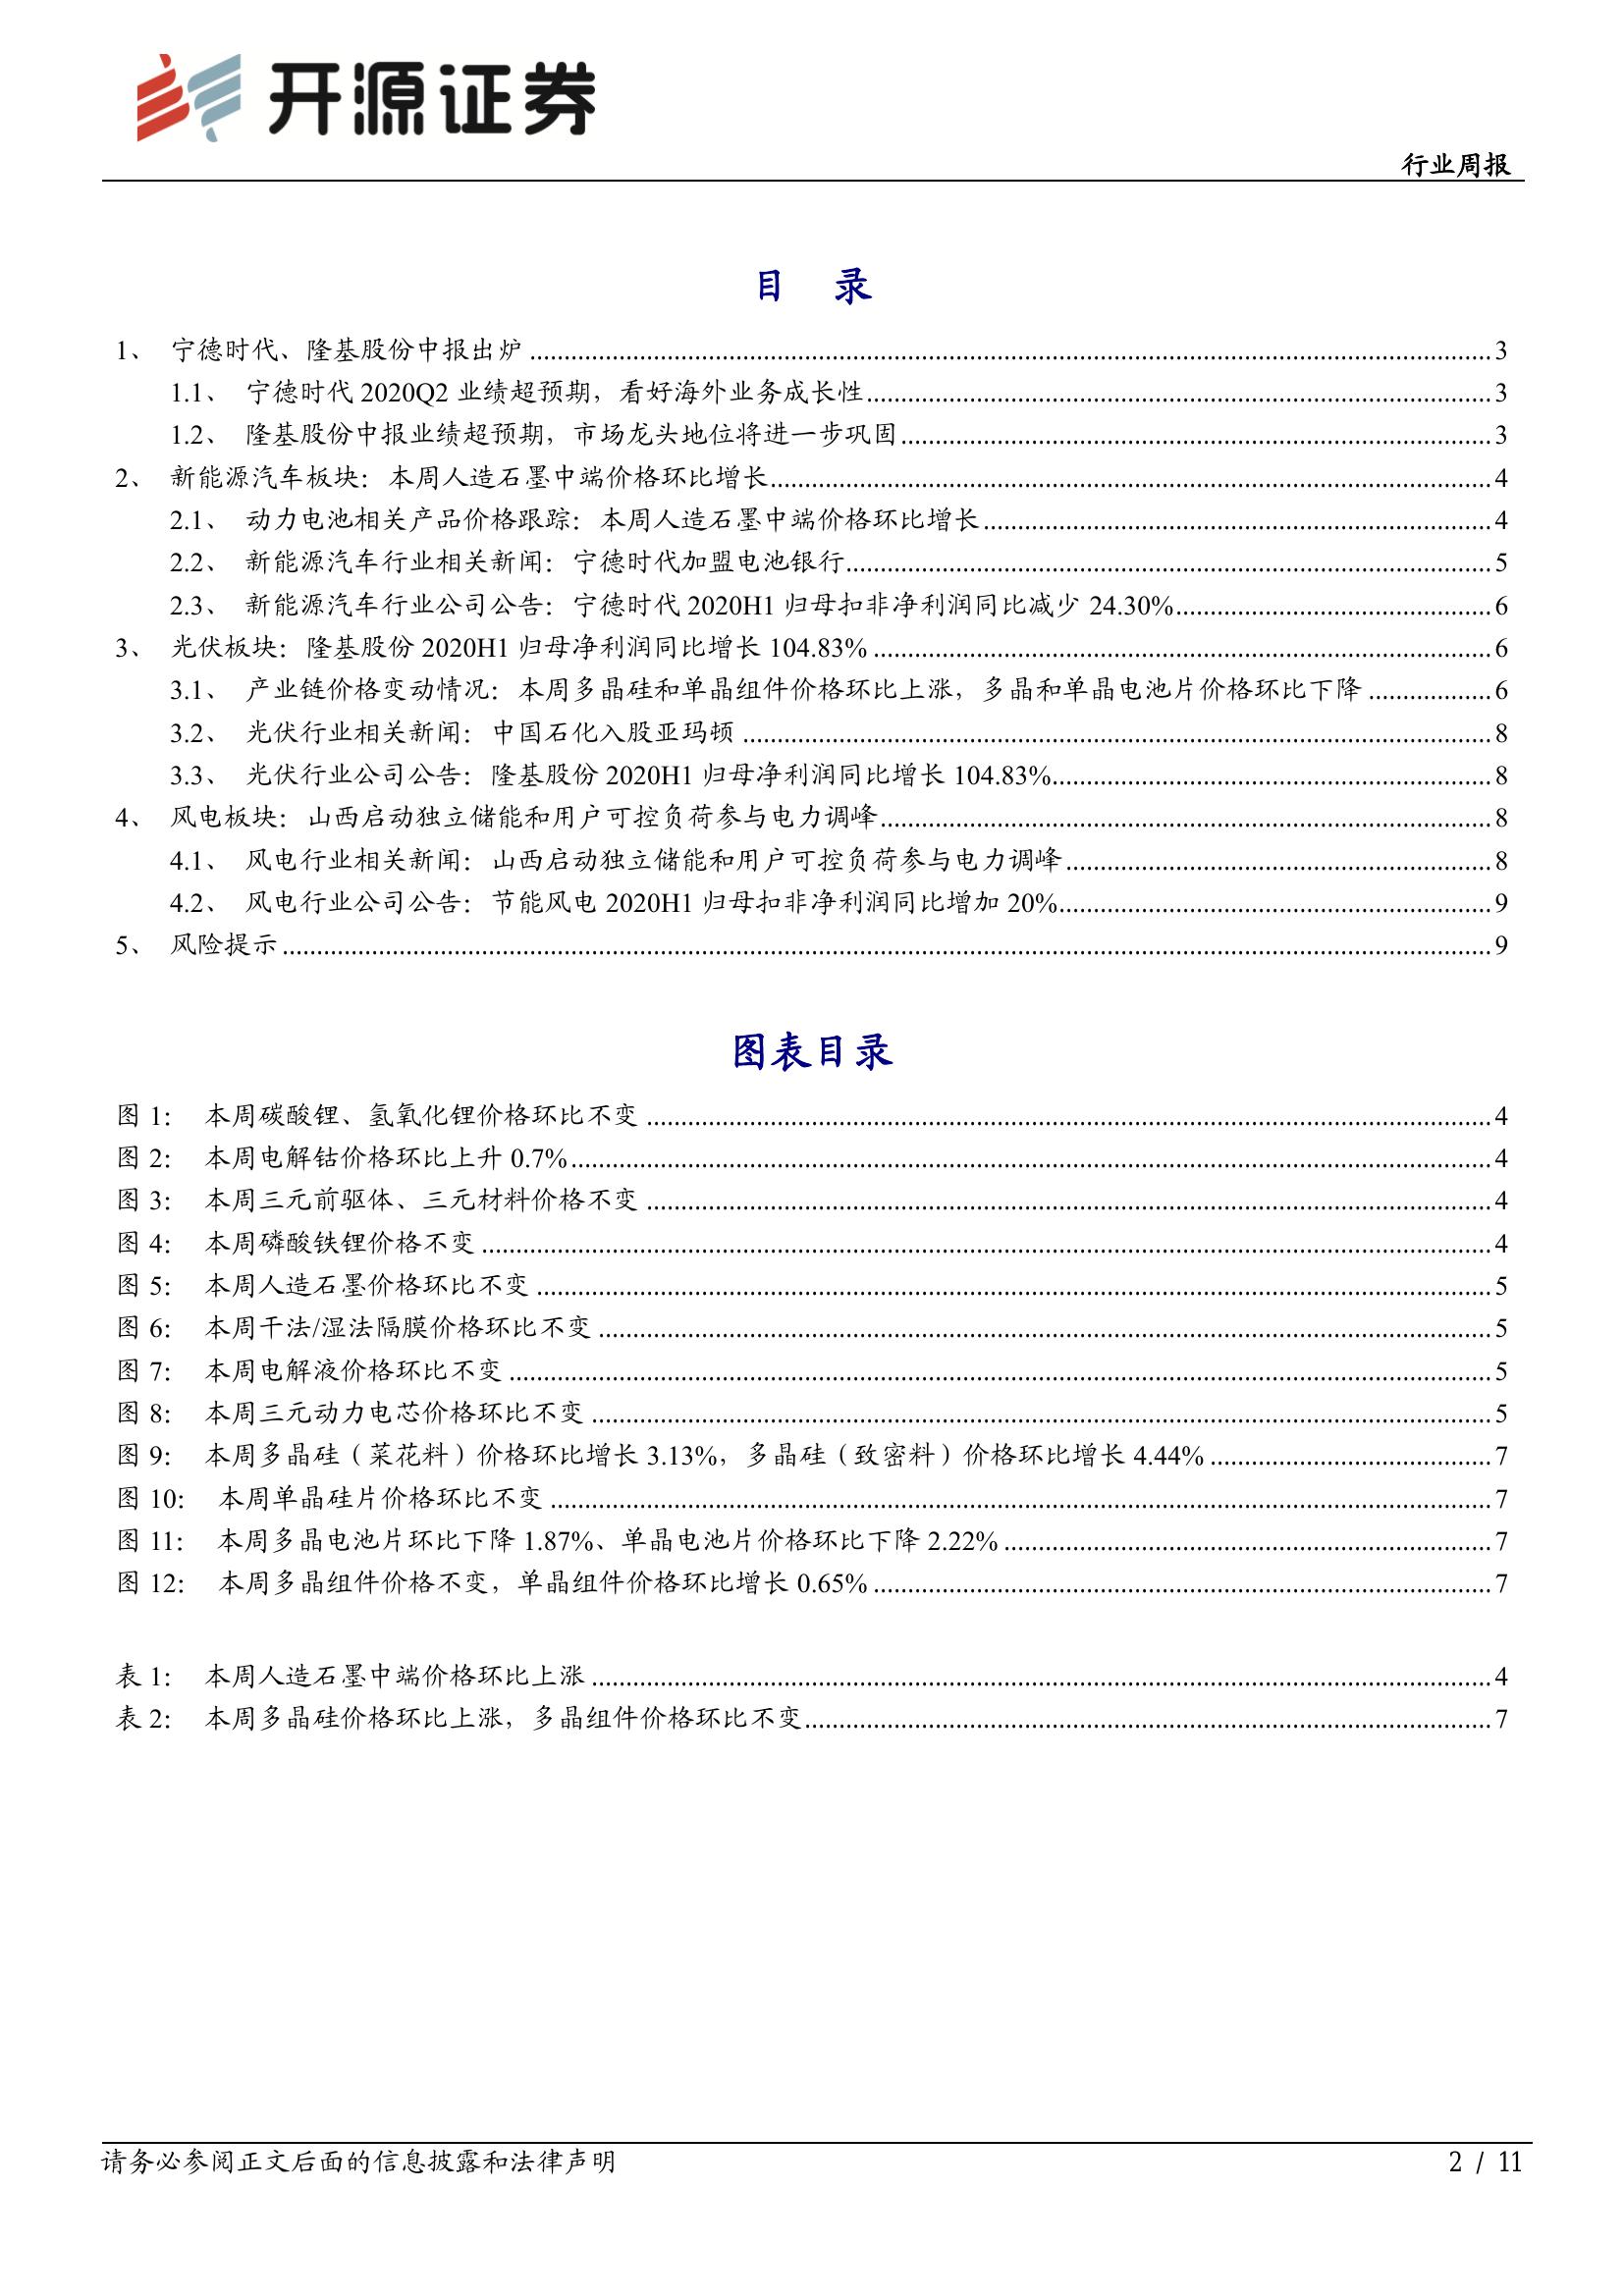 开源证券
行业周报
目 录
1、 宁德时代、隆基股份中报出炉 ........ 3
1.1、 宁德时代 2020Q2 业绩超预期，看好海外业务成长性 ........ 3
1.2、 隆基股份中报业绩超预期，市场龙头地位将进一步巩固 ........ 3
2、 新能源汽车板块：本周人造石墨中端价格环比增长 ........ 4
2.1、 动力电池相关产品价格跟踪：本周人造石墨中端价格环比增长 ........ 4
2.2、 新能源汽车行业相关新闻：宁德时代加盟电池银行 ........ 5
2.3、 新能源汽车行业公司公告：宁德时代 2020H1 归母扣非净利润同比减少 24.30% ........ 6
3、 光伏板块：隆基股份 2020H1 归母净利润同比增长 104.83% ........ 6
3.1、 产业链价格变动情况：本周多晶硅和单晶组件价格环比上涨，多晶和单晶电池片价格环比下降 ........ 6
3.2、 光伏行业相关新闻：中国石化入股亚玛顿 ........ 8
3.3、 光伏行业公司公告：隆基股份 2020H1 归母净利润同比增长 104.83% ........ 8
4、 风电板块：山西启动独立储能和用户可控负荷参与电力调峰 ........ 8
4.1、 风电行业相关新闻：山西启动独立储能和用户可控负荷参与电力调峰 ........ 8
4.2、 风电行业公司公告：节能风电 2020H1 归母扣非净利润同比增加 20% ........ 9
5、 风险提示 ........ 9
图表目录
图 1： 本周碳酸锂、氢氧化锂价格环比不变 ........ 4
图 2： 本周电解钴价格环比上升 0.7% ........ 4
图 3： 本周三元前驱体、三元材料价格不变 ........ 4
图 4： 本周磷酸铁锂价格不变 ........ 4
图 5： 本周人造石墨价格环比不变 ........ 5
图 6： 本周干法/湿法隔膜价格环比不变 ........ 5
图 7： 本周电解液价格环比不变 ........ 5
图 8： 本周三元动力电芯价格环比不变 ........ 5
图 9： 本周多晶硅（菜花料）价格环比增长 3.13%，多晶硅（致密料）价格环比增长 4.44% ........ 7
图 10： 本周单晶硅片价格环比不变 ........ 7
图 11： 本周多晶电池片环比下降 1.87%、单晶电池片价格环比下降 2.22% ........ 7
图 12： 本周多晶组件价格不变，单晶组件价格环比增长 0.65% ........ 7
表 1： 本周人造石墨中端价格环比上涨 ........ 4
表 2： 本周多晶硅价格环比上涨，多晶组件价格环比不变 ........ 7
请务必参阅正文后面的信息披露和法律声明
2 / 11